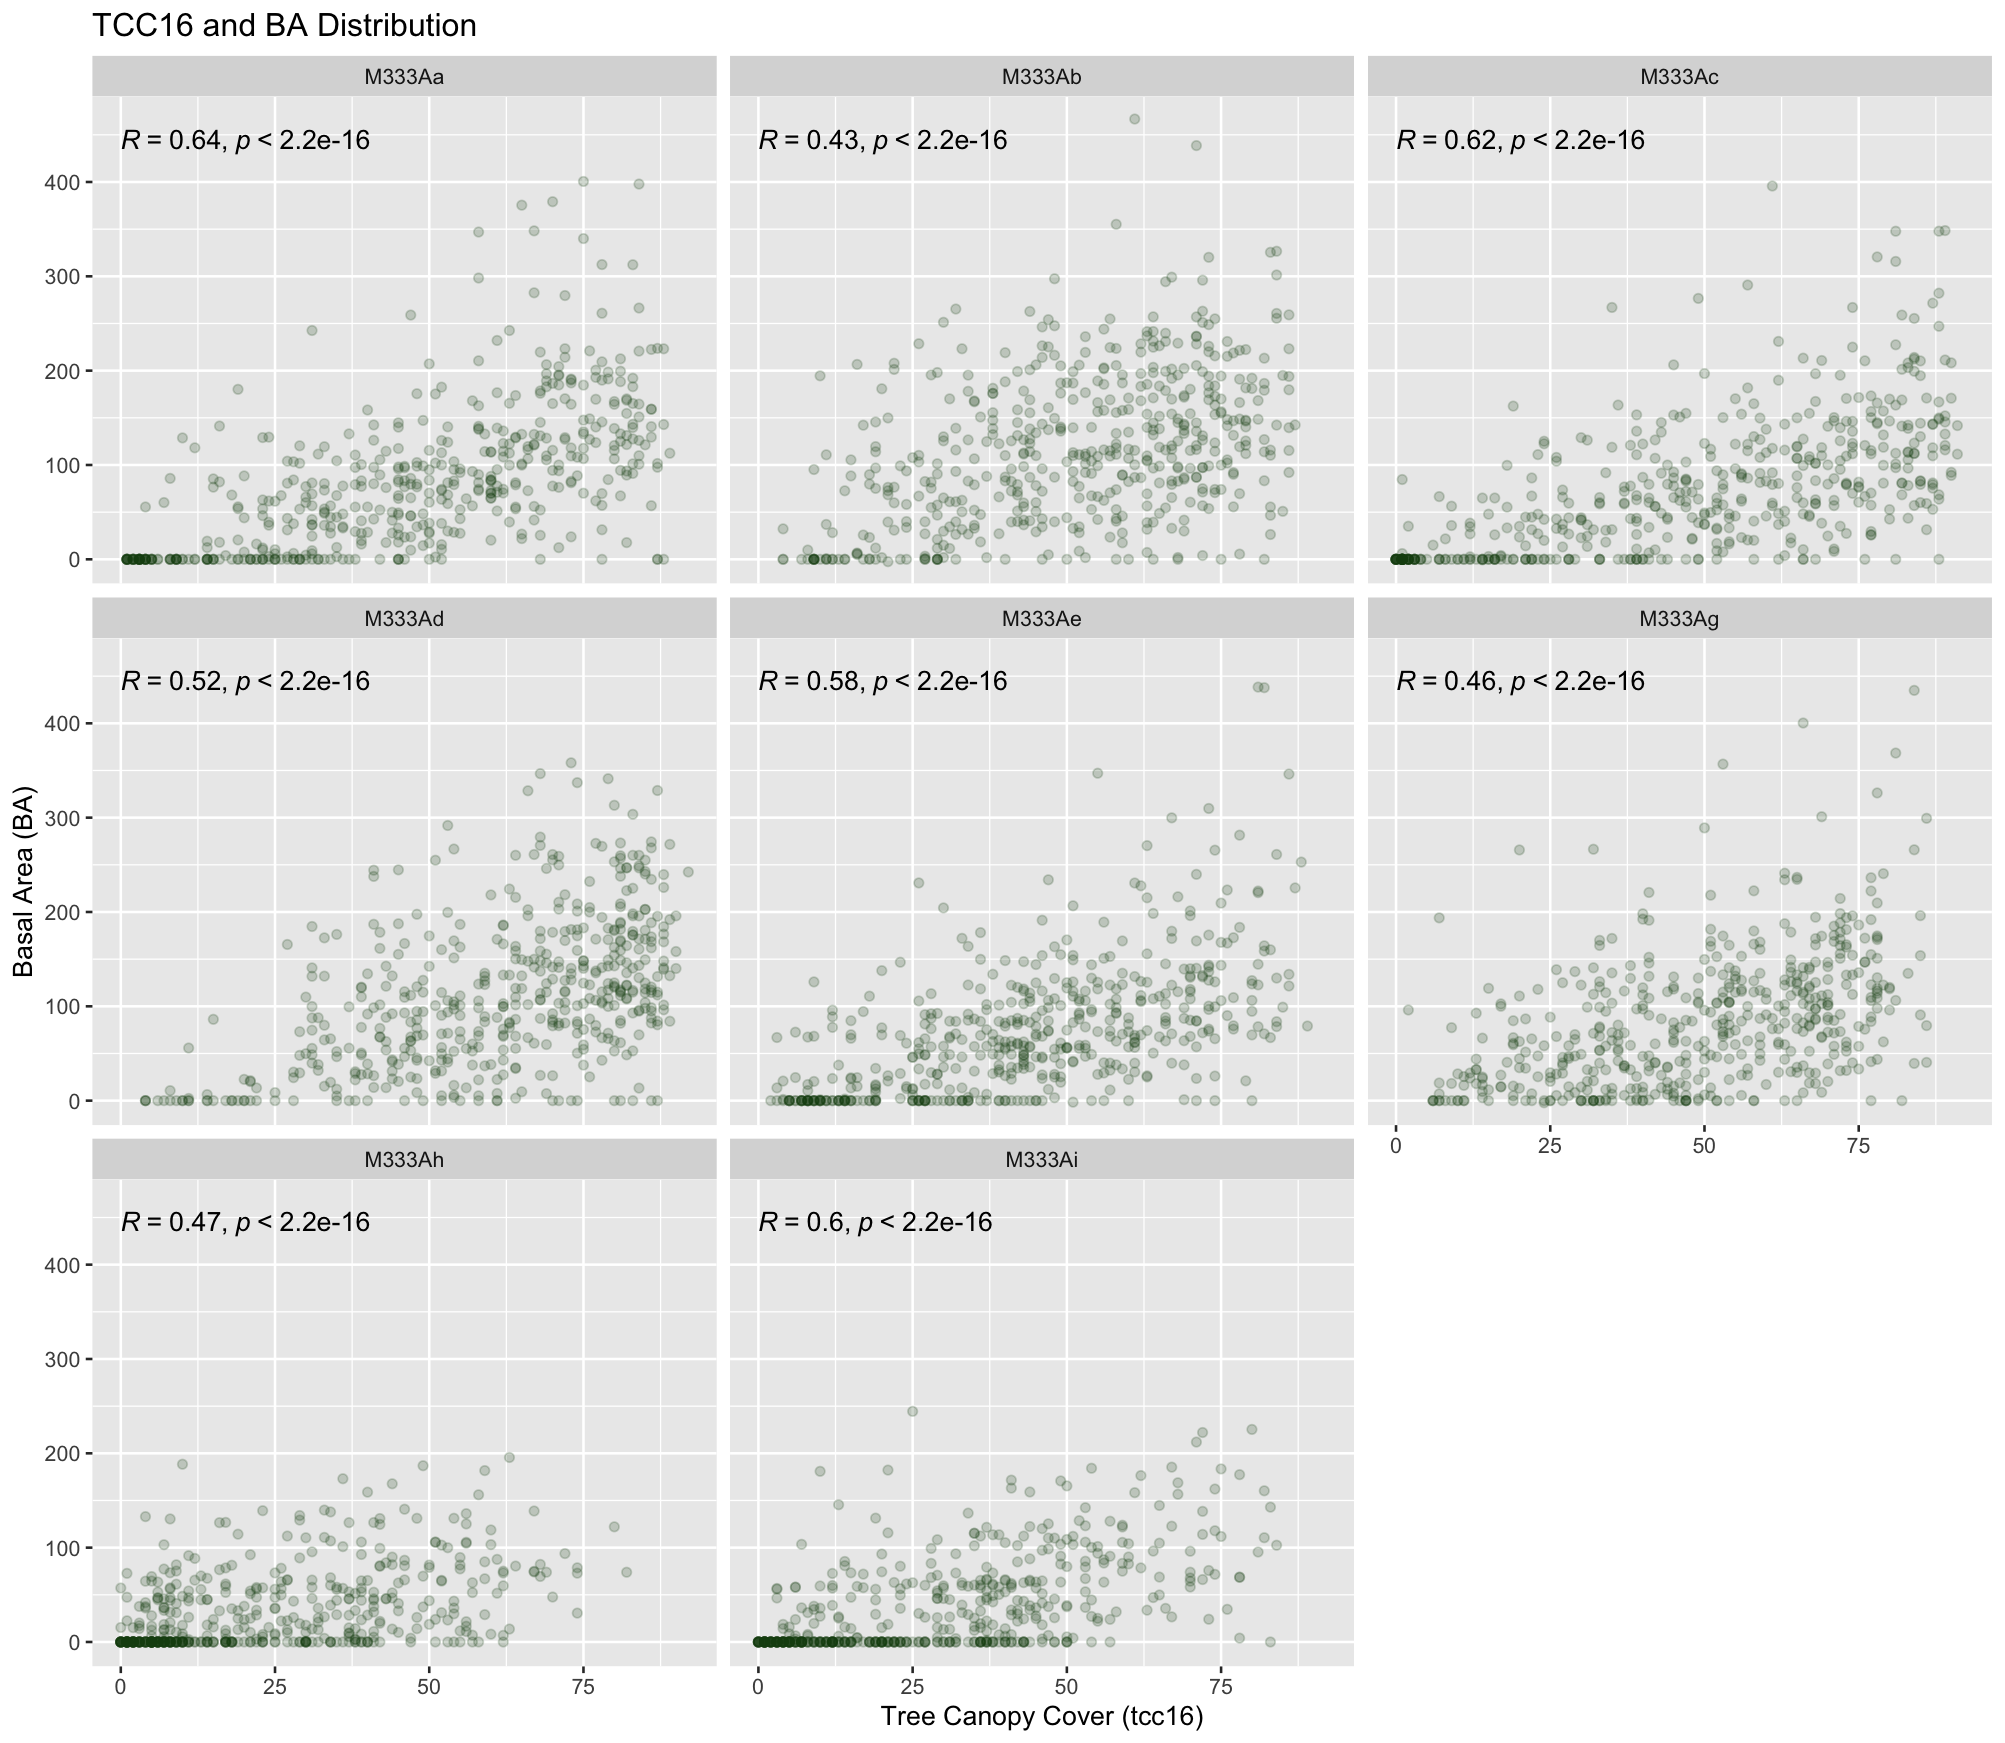 TCC16 and BA Distribution
M333Aa
M333Ab
M333Ac
R = 0.64, p < 2.2e-16
R = 0.43, p < 2.2e-16
R = 0.62, p < 2.2e-16
400
300
200
100
0
M333Ad
M333Ae
M333Ag
R = 0.52, p < 2.2e-16
R = 0.58, p < 2.2e-16
R = 0.46, p < 2.2e-16
400
300
200
100
0
Basal Area (BA)
0 25 50 75
M333Ah
M333Ai
R = 0.47, p < 2.2e-16
R = 0.6, p < 2.2e-16
400
300
200
100
0
0 25 50 75
0 25 50 75
Tree Canopy Cover (tcc16)